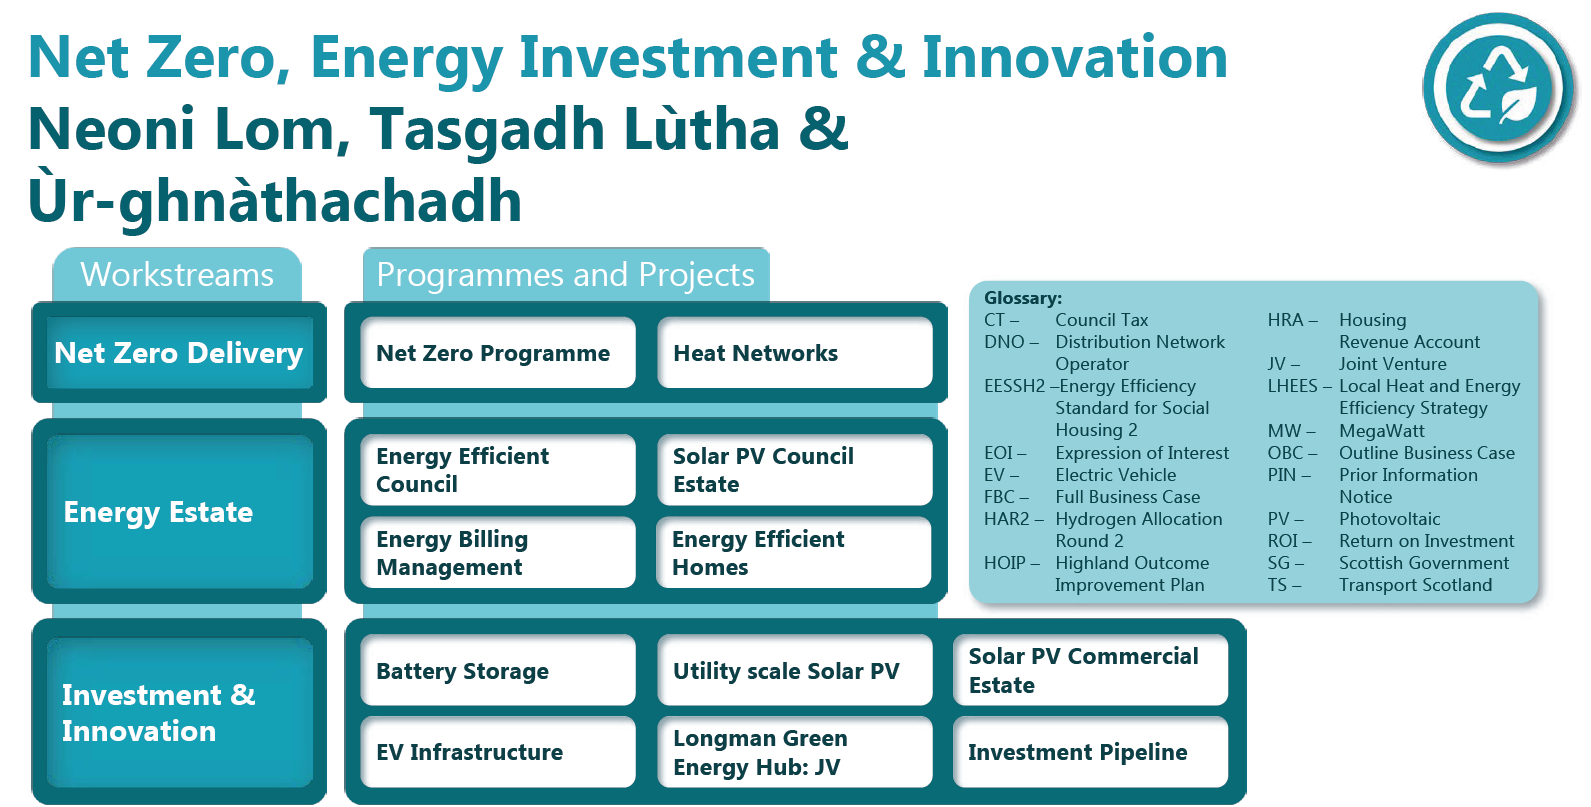 Net Zero, Energy Investment & Innovation
Neoni Lom, Tasgadh Lùtha &
Ùr-ghnàthachadh
Workstreams
Programmes and Projects
Net Zero Delivery
Net Zero Programme
Heat Networks
Energy Estate
Energy Efficient
Council
Solar PV Council
Estate
Energy Billing
Management
Energy Efficient
Homes
Investment &
Innovation
Battery Storage
Utility scale Solar PV
Solar PV Commercial
Estate
EV Infrastructure
Longman Green
Energy Hub: JV
Investment Pipeline
Glossary:
CT – Council Tax
DNO – Distribution Network
Operator
EESSH2 –Energy Efficiency
Standard for Social
Housing 2
EOI – Expression of Interest
EV – Electric Vehicle
FBC – Full Business Case
HAR2 – Hydrogen Allocation
Round 2
HOIP – Highland Outcome
Improvement Plan
HRA – Housing
Revenue Account
JV – Joint Venture
LHEES – Local Heat and Energy
Efficiency Strategy
MW – MegaWatt
OBC – Outline Business Case
PIN – Prior Information
Notice
PV – Photovoltaic
ROI – Return on Investment
SG – Scottish Government
TS – Transport Scotland